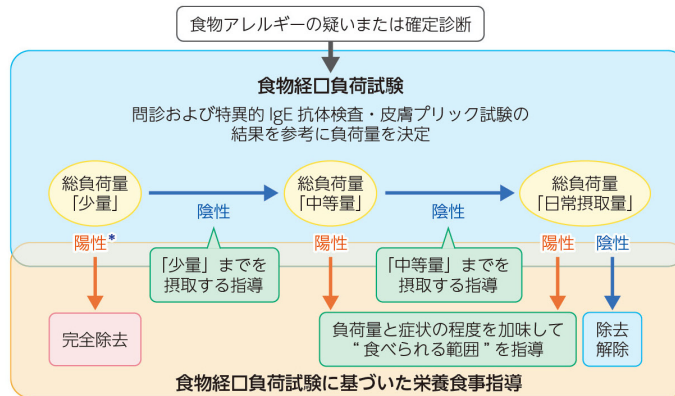 食物アレルギーの疑いまたは確定診断
食物経口負荷試験
問診および特異的 IgE 抗体検査・皮膚プリック試験の
結果を参考に負荷量を決定
総負荷量
「少量」
陰性
総負荷量
「中等量」
陰性
総負荷量
「日常摂取量」
陽性*
「少量」までを
摂取する指導
陽性
「中等量」までを
摂取する指導
陽性
陰性
完全除去
負荷量と症状の程度を加味して
“食べられる範囲”を指導
除去
解除
食物経口負荷試験に基づいた栄養食事指導